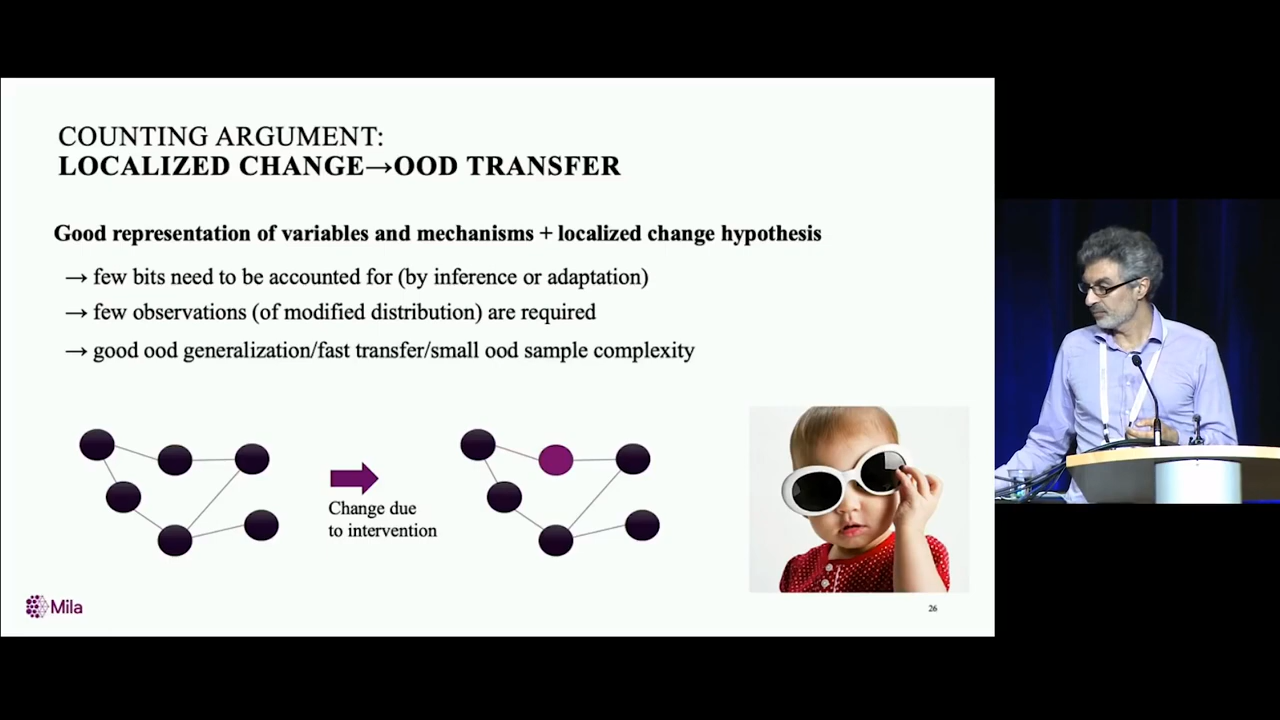 COUNTING ARGUMENT:
LOCALIZED CHANGE→OOD TRANSFER
Good representation of variables and mechanisms + localized change hypothesis
→ few bits need to be accounted for (by inference or adaptation)
→ few observations (of modified distribution) are required
→ good ood generalization/fast transfer/small ood sample complexity
Change due
to intervention
Mila
26